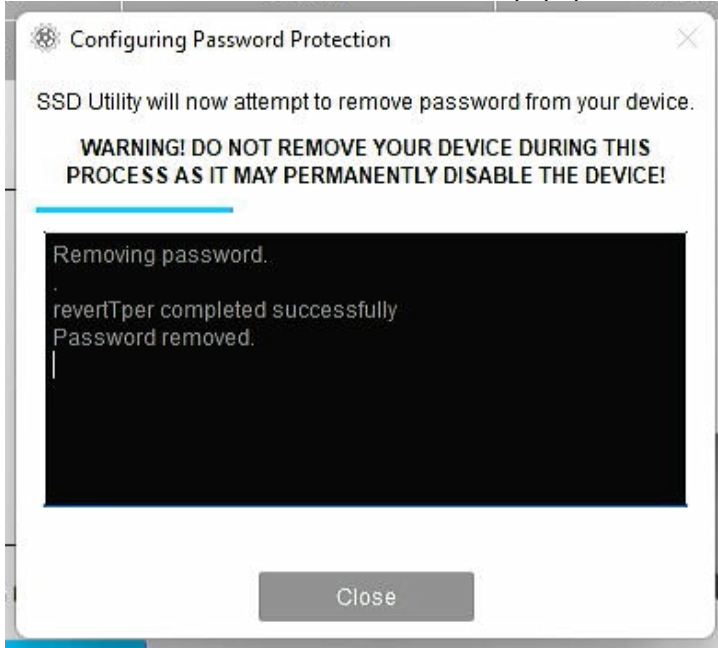 Configuring Password Protection
SSD Utility will now attempt to remove password from your device.
WARNING! DO NOT REMOVE YOUR DEVICE DURING THIS
PROCESS AS IT MAY PERMANENTLY DISABLE THE DEVICE!
Removing password.
.
revertTper completed successfully
Password removed.
Close